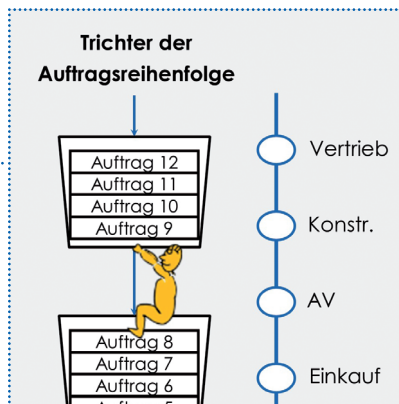 Trichter der
Auftragsreihenfolge
Auftrag 12
Auftrag 11
Auftrag 10
Auftrag 9
Auftrag 8
Auftrag 7
Auftrag 6
Vertrieb
Konstr.
AV
Einkauf